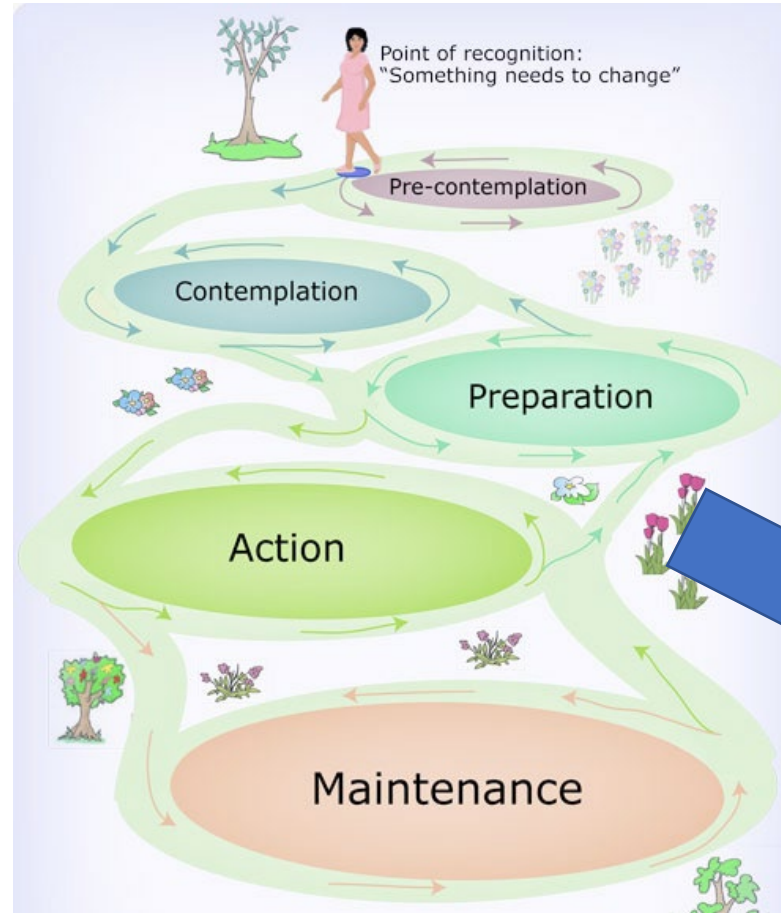 Point of recognition:
“Something needs to change”
Pre-contemplation
Contemplation
Preparation
Action
Maintenance